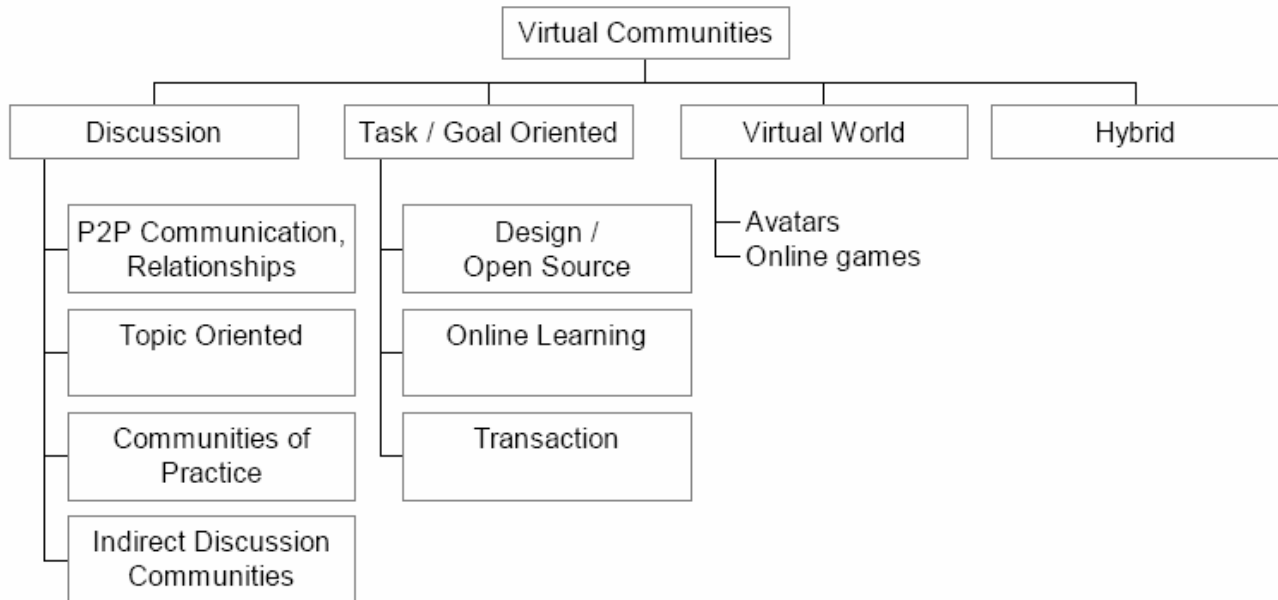 Virtual Communities
Discussion
Task / Goal Oriented
Virtual World
Hybrid
P2P Communication,
Relationships
Topic Oriented
Communities of
Practice
Indirect Discussion
Communities
Design /
Open Source
Online Learning
Transaction
Avatars
Online games